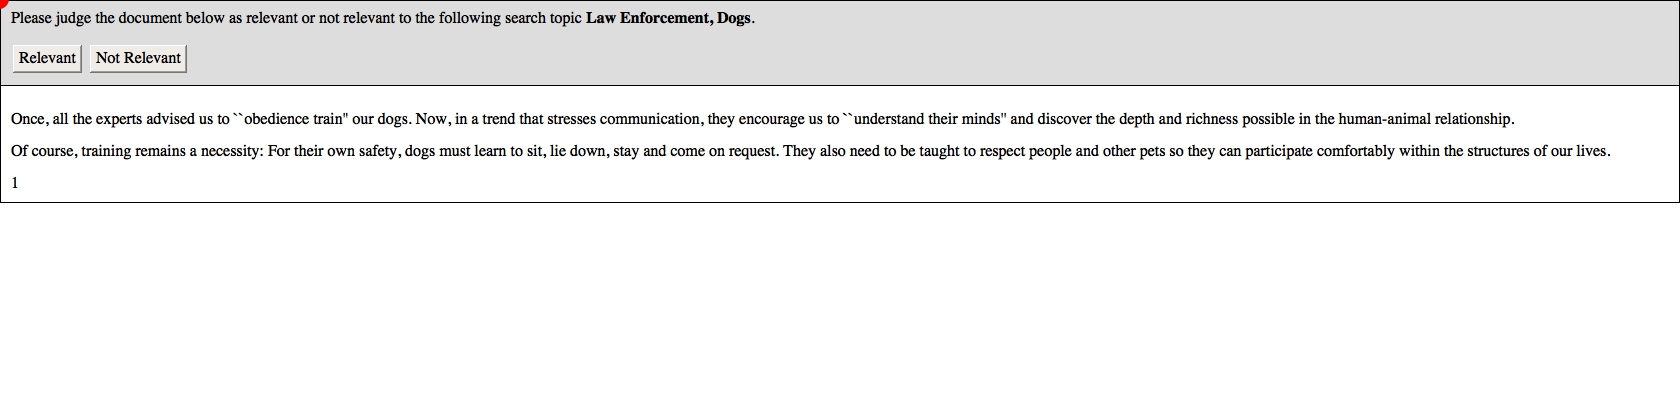 Please judge the document below as relevant or not relevant to the following search topic Law Enforcement, Dogs.
Relevant Not Relevant
Once, all the experts advised us to ``obedience train" our dogs. Now, in a trend that stresses communication, they encourage us to ``understand their minds" and discover the depth and richness possible in the human-animal relationship.
Of course, training remains a necessity: For their own safety, dogs must learn to sit, lie down, stay and come on request. They also need to be taught to respect people and other pets so they can participate comfortably within the structures of our lives.
1